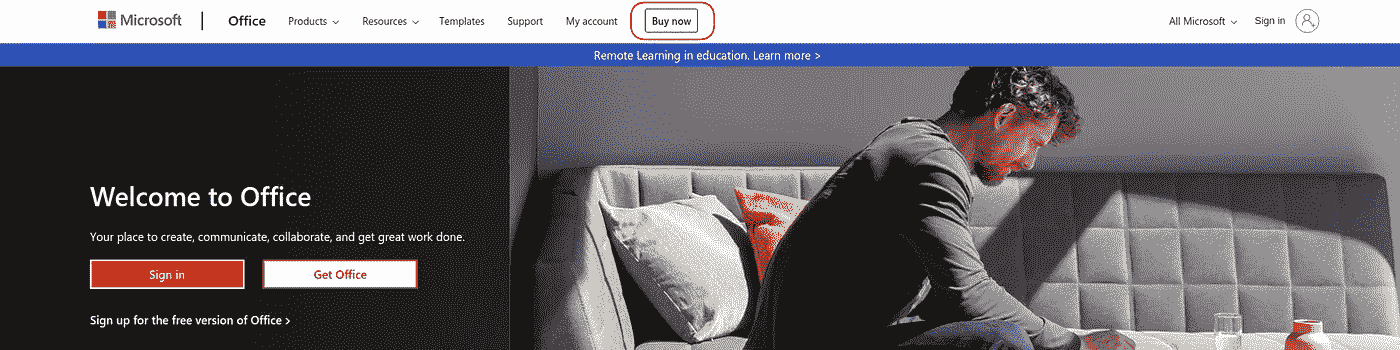 Microsoft Office Products Resources Templates Support My account Buy now All Microsoft Sign in
Remote Learning in education. Learn more >
Welcome to Office
Your place to create, communicate, collaborate, and get great work done.
Sign in Get Office
Sign up for the free version of Office >